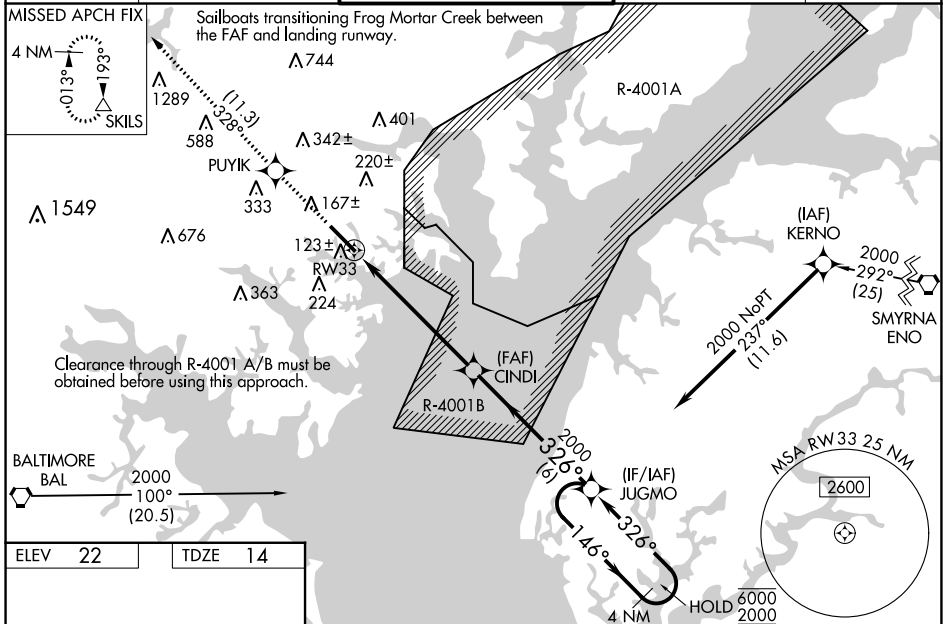 MISSED APCH FIX
4 NM
013°
193°
SKILS
Sailboats transitioning Frog Mortar Creek between
the FAF and landing runway.
744
1289
(11.3)
328°
588
401
342±
R-4001A
PUYIK
220±
333
167±
1549
676
123±
RW33
363
224
(IAF)
KERNO
2000
292°
(25)
SMYRNA
ENO
2000 NoPT
237°
(11.6)
Clearance through R-4001 A/B must be
obtained before using this approach.
(FAF)
CINDI
R-4001B
2000
326°
(6)
(IF/IAF)
JUGMO
326°
146°
4 NM
HOLD
6000
2000
MSA RW33 25 NM
2600
BALTIMORE
BAL
2000
100°
(20.5)
ELEV 22
TDZE 14